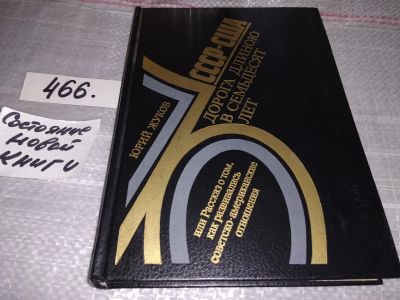 466.
Состояние
новой
книги
ЮРИЙ ЖУКОВ
СССР-США
ДОРОГА ДЛИНОЮ
В СЕМЬДЕСЯТ
ЛЕТ
или Рассказ о том,
как развивались
советско-американские
отношения